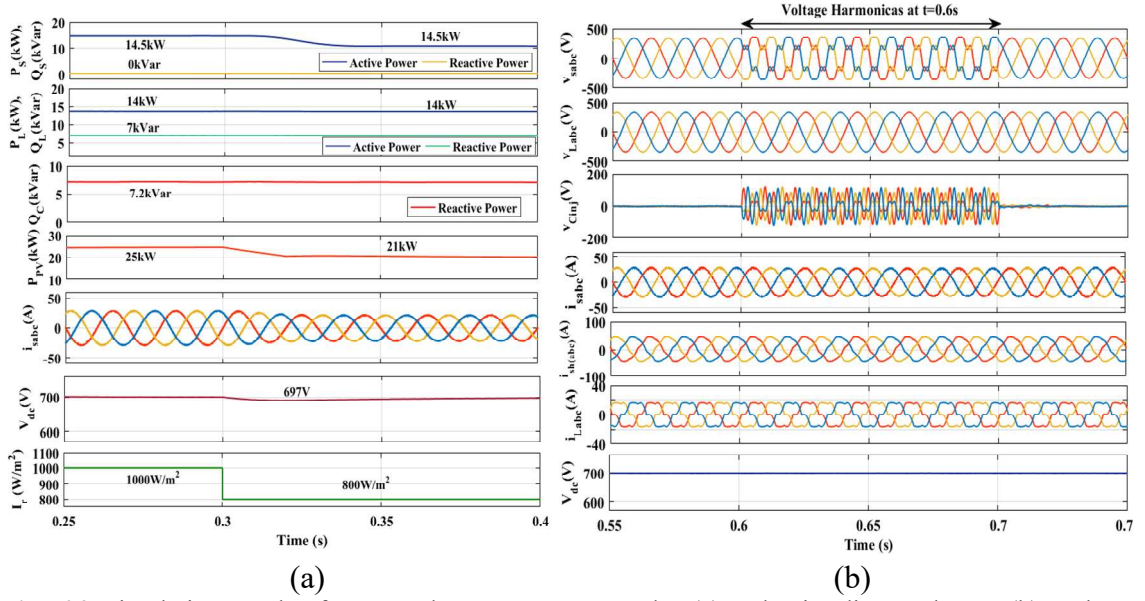 P_S(kW),
Q_S(kVar)
20
15
10
5
0
14.5kW
14.5kW
0kVar
Active Power
Reactive Power
P_L(kW),
Q_L(kVar)
20
15
10
5
14kW
14kW
7kVar
Active Power
Reactive Power
Q_C(kVar)
10
5
0
7.2kVar
Reactive Power
P_PV(kW)
30
20
10
25kW
21kW
i_sabc(A)
50
0
-50
V_dc(V)
700
600
697V
I_r (W/m²)
1100
1000
900
800
1000W/m²
800W/m²
0.25
0.3
0.35
0.4
Time (s)
(a)
Voltage Harmonicas at t=0.6s
v_sabc(V)
500
0
-500
v_Labc(V)
500
0
-500
v_Cinj(V)
200
0
-200
i_sabc(A)
50
0
-50
i_sh(abc)(A)
100
0
-100
i_Labc(A)
40
0
-40
V_dc(V)
700
600
0.55
0.6
0.65
0.7
0.7
Time (s)
(b)